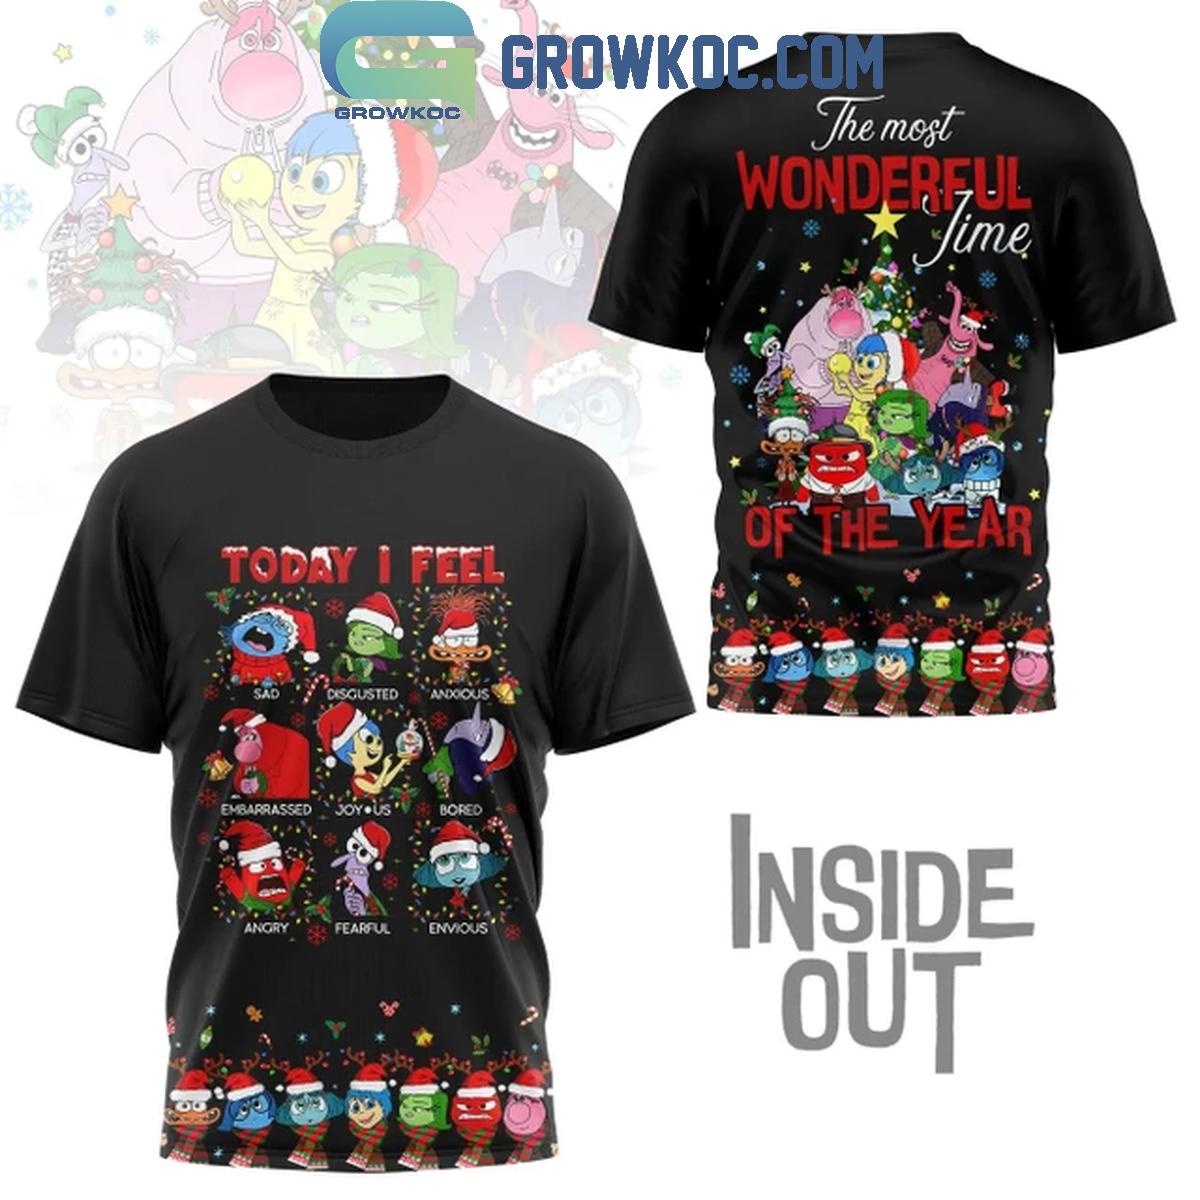 GROWKOC
GROWKOC.COM
The most
WONDERFUL
Time
OF THE YEAR
TODAY I FEEL
SAD DISGUSTED ANXIOUS
EMBARRASSED JOY•US BORED
ANGRY FEARFUL ENVIOUS
INSIDE
OUT